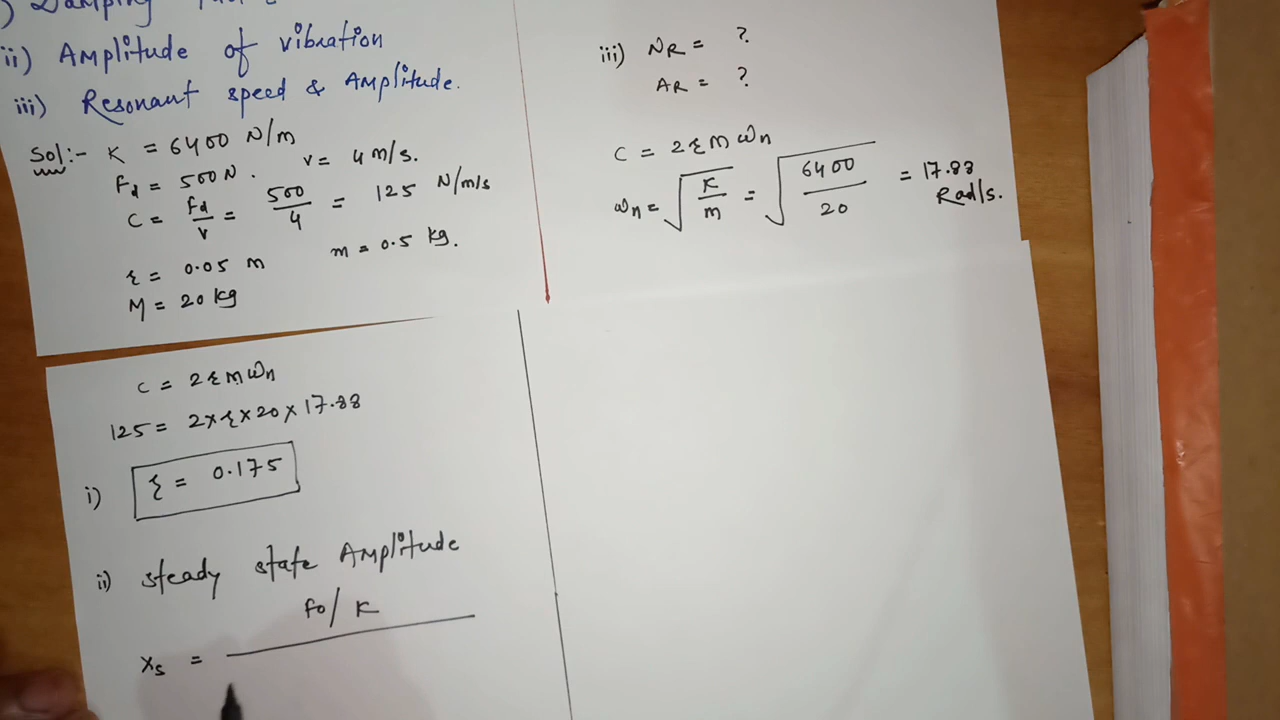 ) Damping
ii) Amplitude of vibration
iii) Resonant speed & Amplitude.
Sol:- K = 6400 N/m
Fd = 500 N. v = 4 m/s.
C = Fd/v = 500/4 = 125 N/m/s
ξ = 0.05 m m = 0.5 kg.
M = 20 kg
iii) NR = ?
AR = ?
C = 2ξMωn
ωn = √K/m = √6400/20 = 17.88 Rad/s.
C = 2ξMωn
125 = 2×ξ×20×17.88
i) ξ = 0.175
ii) steady state Amplitude
Xs = Fo/K